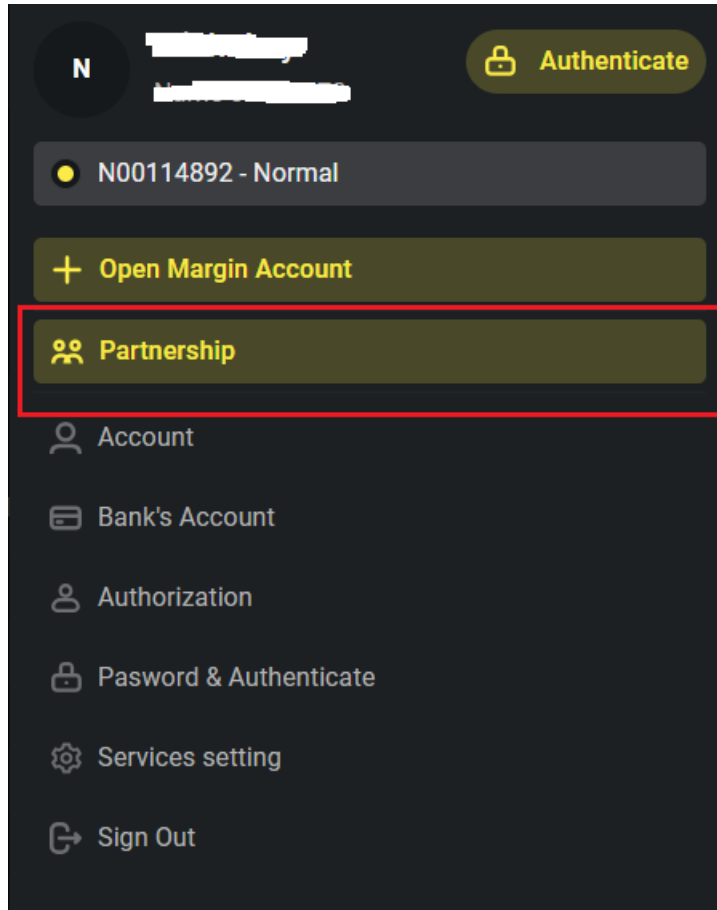 N
Authenticate
N00114892 - Normal
Open Margin Account
Partnership
Account
Bank's Account
Authorization
Pasword & Authenticate
Services setting
Sign Out